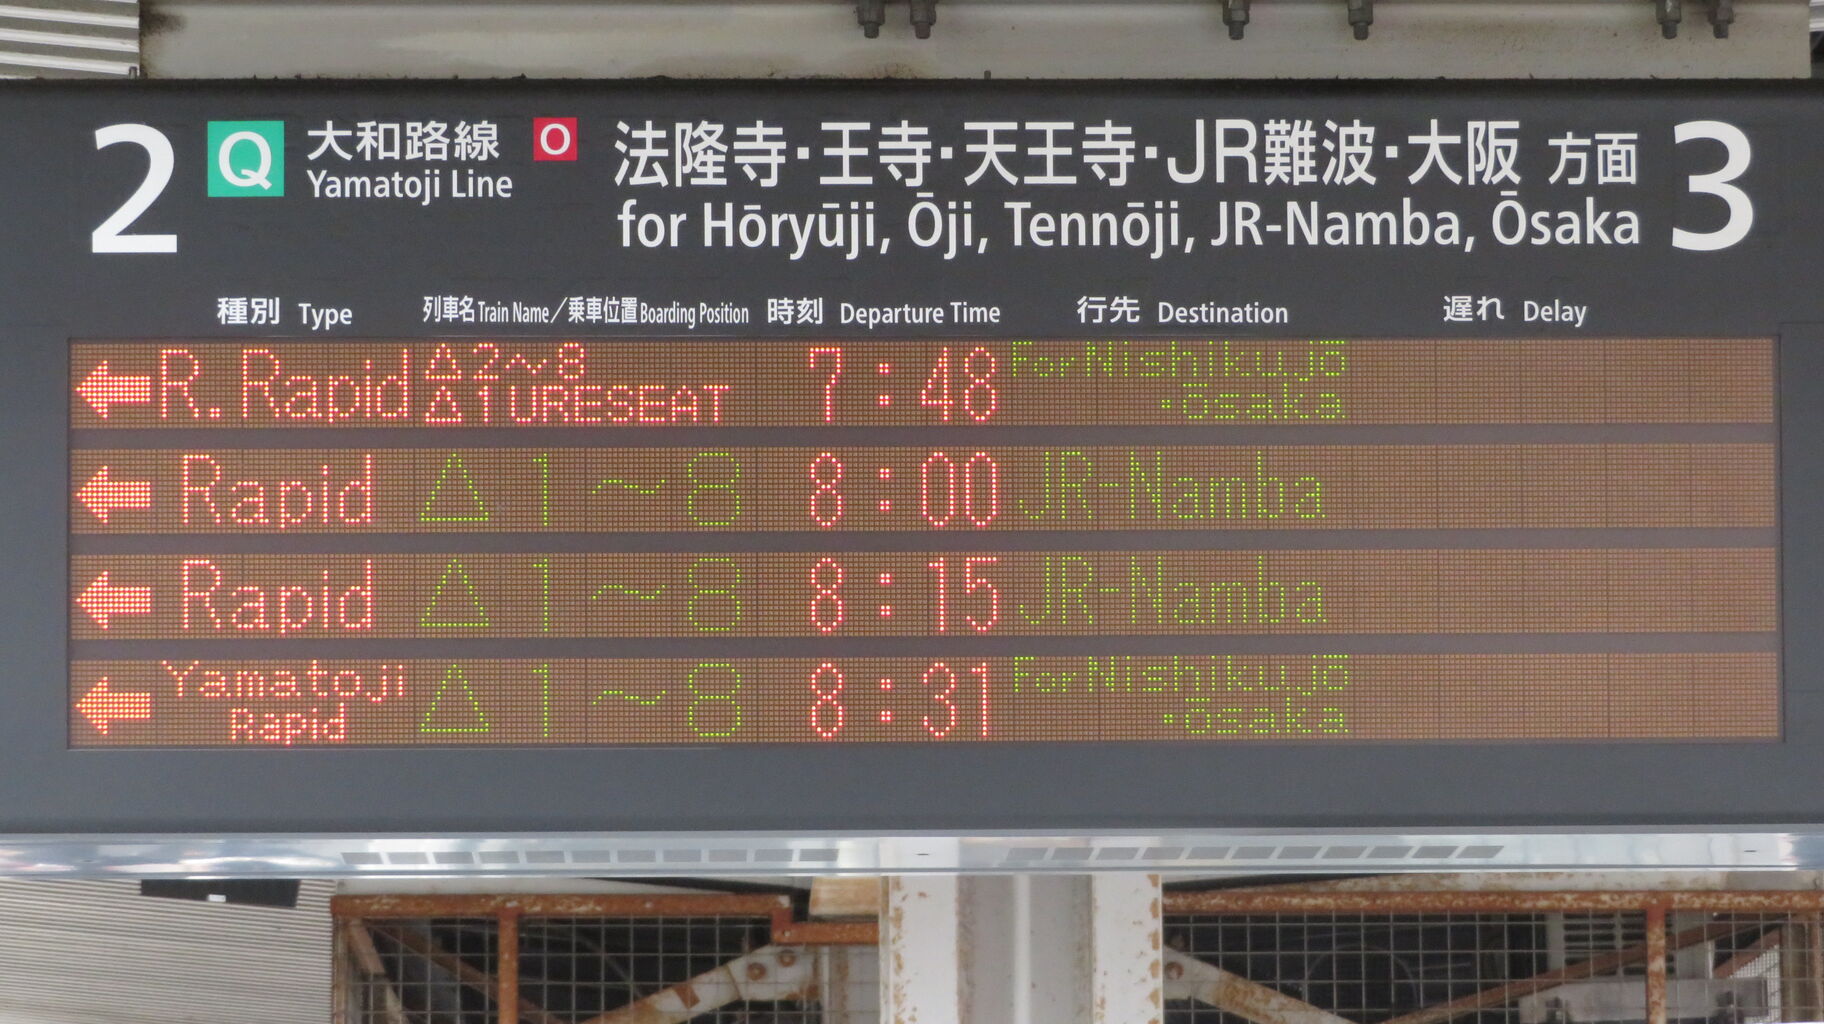 2 Q 大和路線 O 法隆寺・王寺・天王寺・JR難波・大阪 方面 3
Yamatoji Line for Hōryūji, Ōji, Tennōji, JR-Namba, Ōsaka
種別 Type 列車名 Train Name／乗車位置 Boarding Position 時刻 Departure Time 行先 Destination 遅れ Delay
←R. Rapid △2〜8 7:48 For Nishikujō
△1URESEAT ・ōsaka
← Rapid △1〜8 8:00 JR-Namba
← Rapid △1〜8 8:15 JR-Namba
← Yamatoji △1〜8 8:31 For Nishikujō
Rapid ・ōsaka